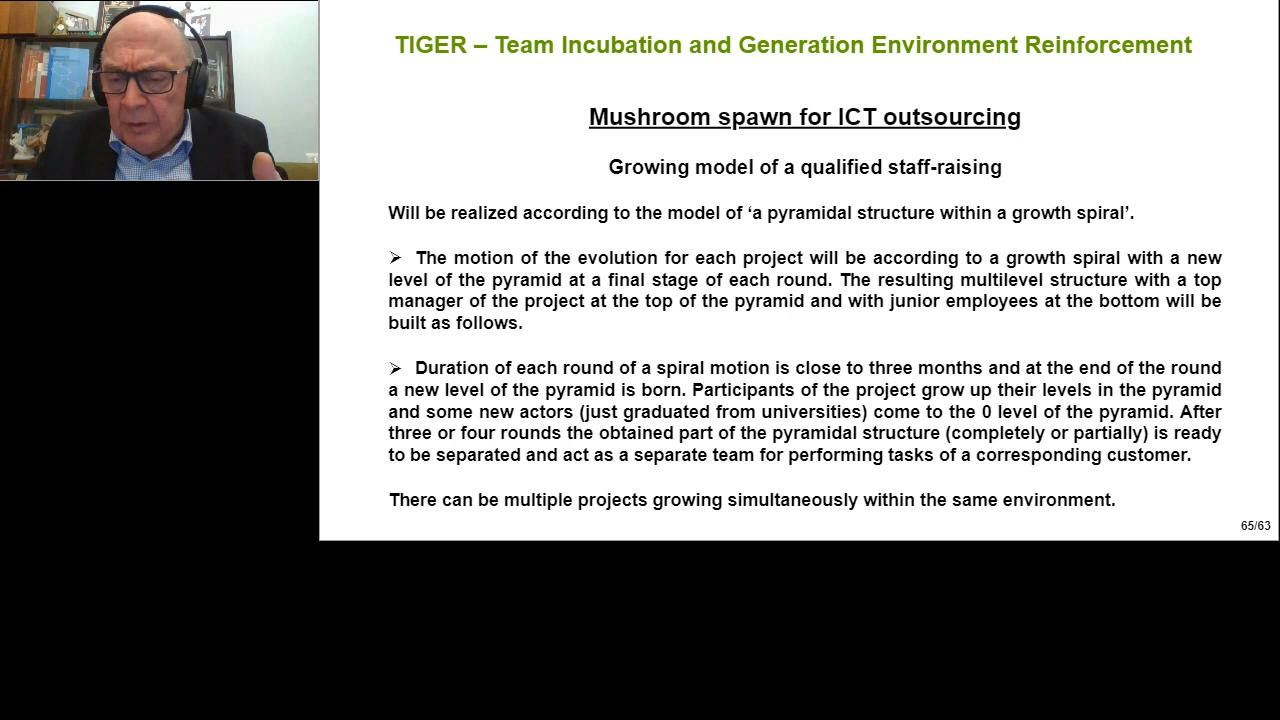 TIGER – Team Incubation and Generation Environment Reinforcement
Mushroom spawn for ICT outsourcing
Growing model of a qualified staff-raising
Will be realized according to the model of ‘a pyramidal structure within a growth spiral’.
➢ The motion of the evolution for each project will be according to a growth spiral with a new
level of the pyramid at a final stage of each round. The resulting multilevel structure with a top
manager of the project at the top of the pyramid and with junior employees at the bottom will be
built as follows.
➢ Duration of each round of a spiral motion is close to three months and at the end of the round
a new level of the pyramid is born. Participants of the project grow up their levels in the pyramid
and some new actors (just graduated from universities) come to the 0 level of the pyramid. After
three or four rounds the obtained part of the pyramidal structure (completely or partially) is ready
to be separated and act as a separate team for performing tasks of a corresponding customer.
There can be multiple projects growing simultaneously within the same environment.
65/63